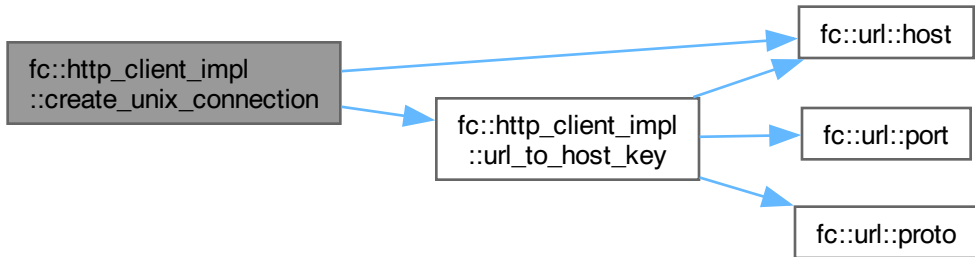 fc::http_client_impl
::create_unix_connection
fc::http_client_impl
::url_to_host_key
fc::url::host
fc::url::port
fc::url::proto